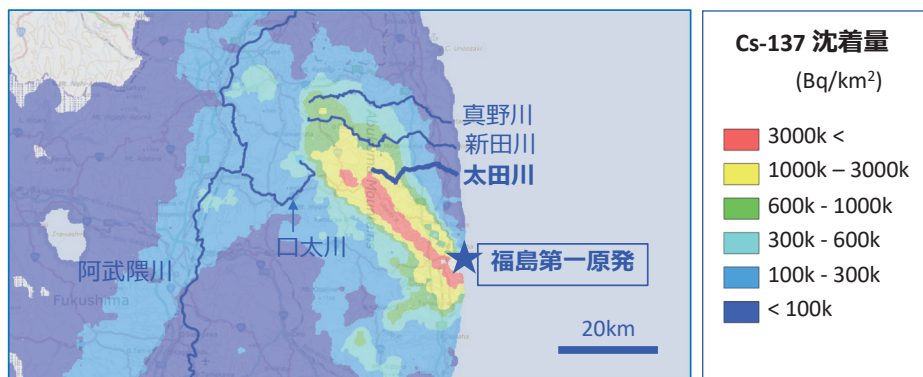 真野川
新田川
太田川
口太川
阿武隈川
Fukushima
福島第一原発
20km
Cs-137 沈着量
(Bq/km²)
3000k <
1000k – 3000k
600k - 1000k
300k - 600k
100k - 300k
< 100k